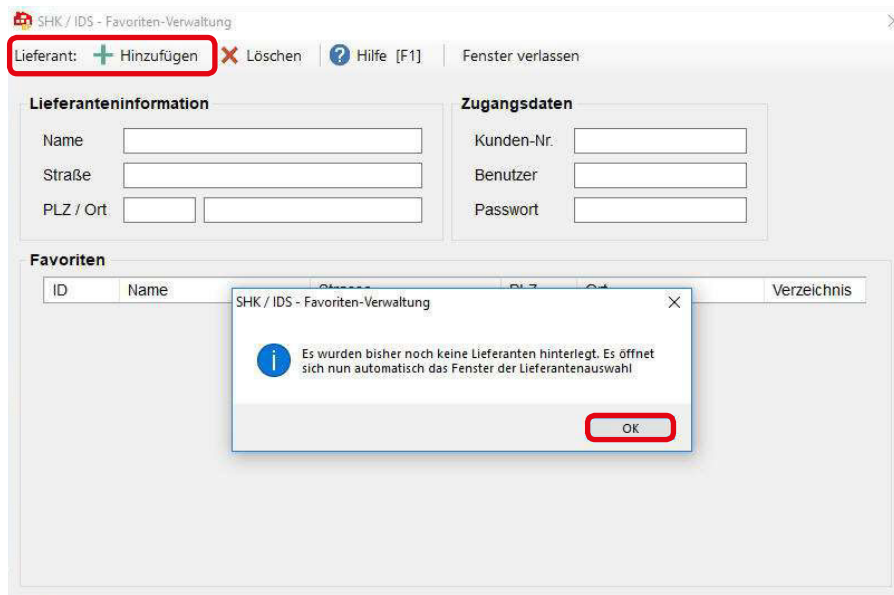 SHK / IDS - Favoriten-Verwaltung
Lieferant: Hinzufügen Löschen Hilfe [F1] Fenster verlassen
Lieferanteninformation Zugangsdaten
Name Kunden-Nr.
Straße Benutzer
PLZ / Ort Passwort
Favoriten
ID Name Strasse PLZ Ort Verzeichnis
SHK / IDS - Favoriten-Verwaltung
Es wurden bisher noch keine Lieferanten hinterlegt. Es öffnet
sich nun automatisch das Fenster der Lieferantenauswahl
OK